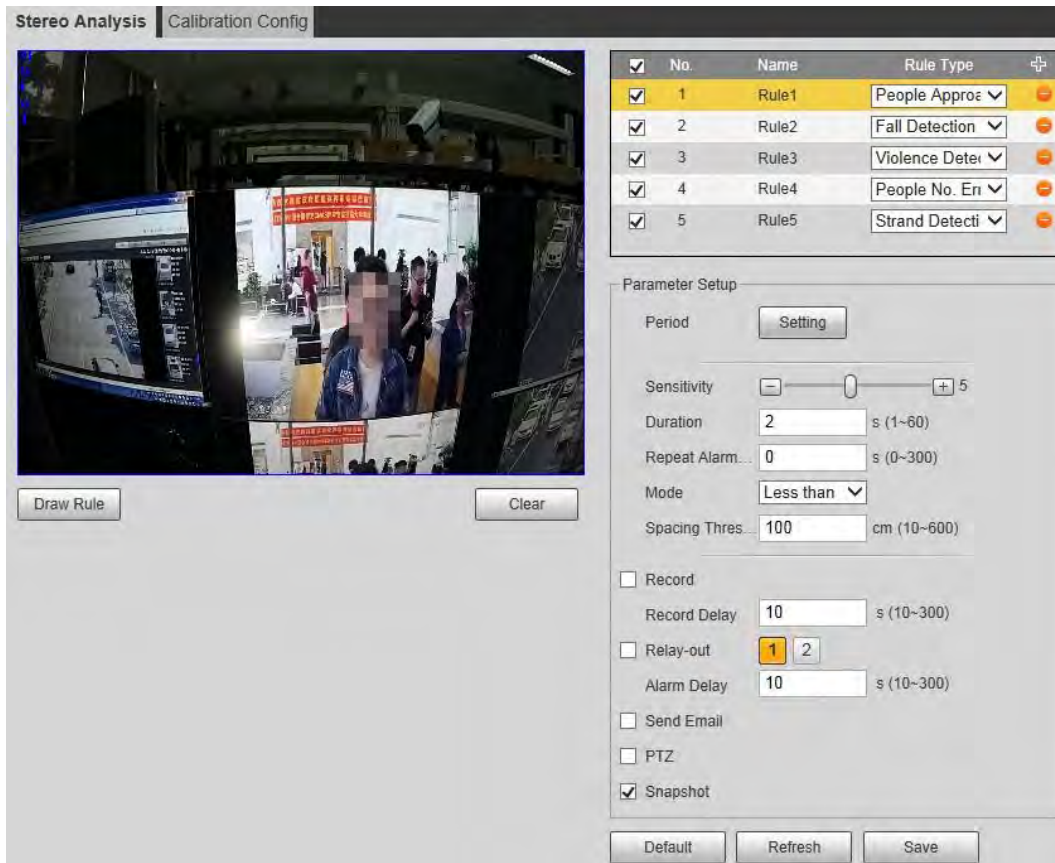 Stereo Analysis Calibration Config
No. Name Rule Type
1 Rule1 People Approa
2 Rule2 Fall Detection
3 Rule3 Violence Detec
4 Rule4 People No. Err
5 Rule5 Strand Detecti
Parameter Setup
Period Setting
Sensitivity 5
Duration 2 s (1~60)
Repeat Alarm... 0 s (0~300)
Mode Less than
Spacing Thres... 100 cm (10~600)
Draw Rule Clear
Record
Record Delay 10 s (10~300)
Relay-out 1 2
Alarm Delay 10 s (10~300)
Send Email
PTZ
Snapshot
Default Refresh Save